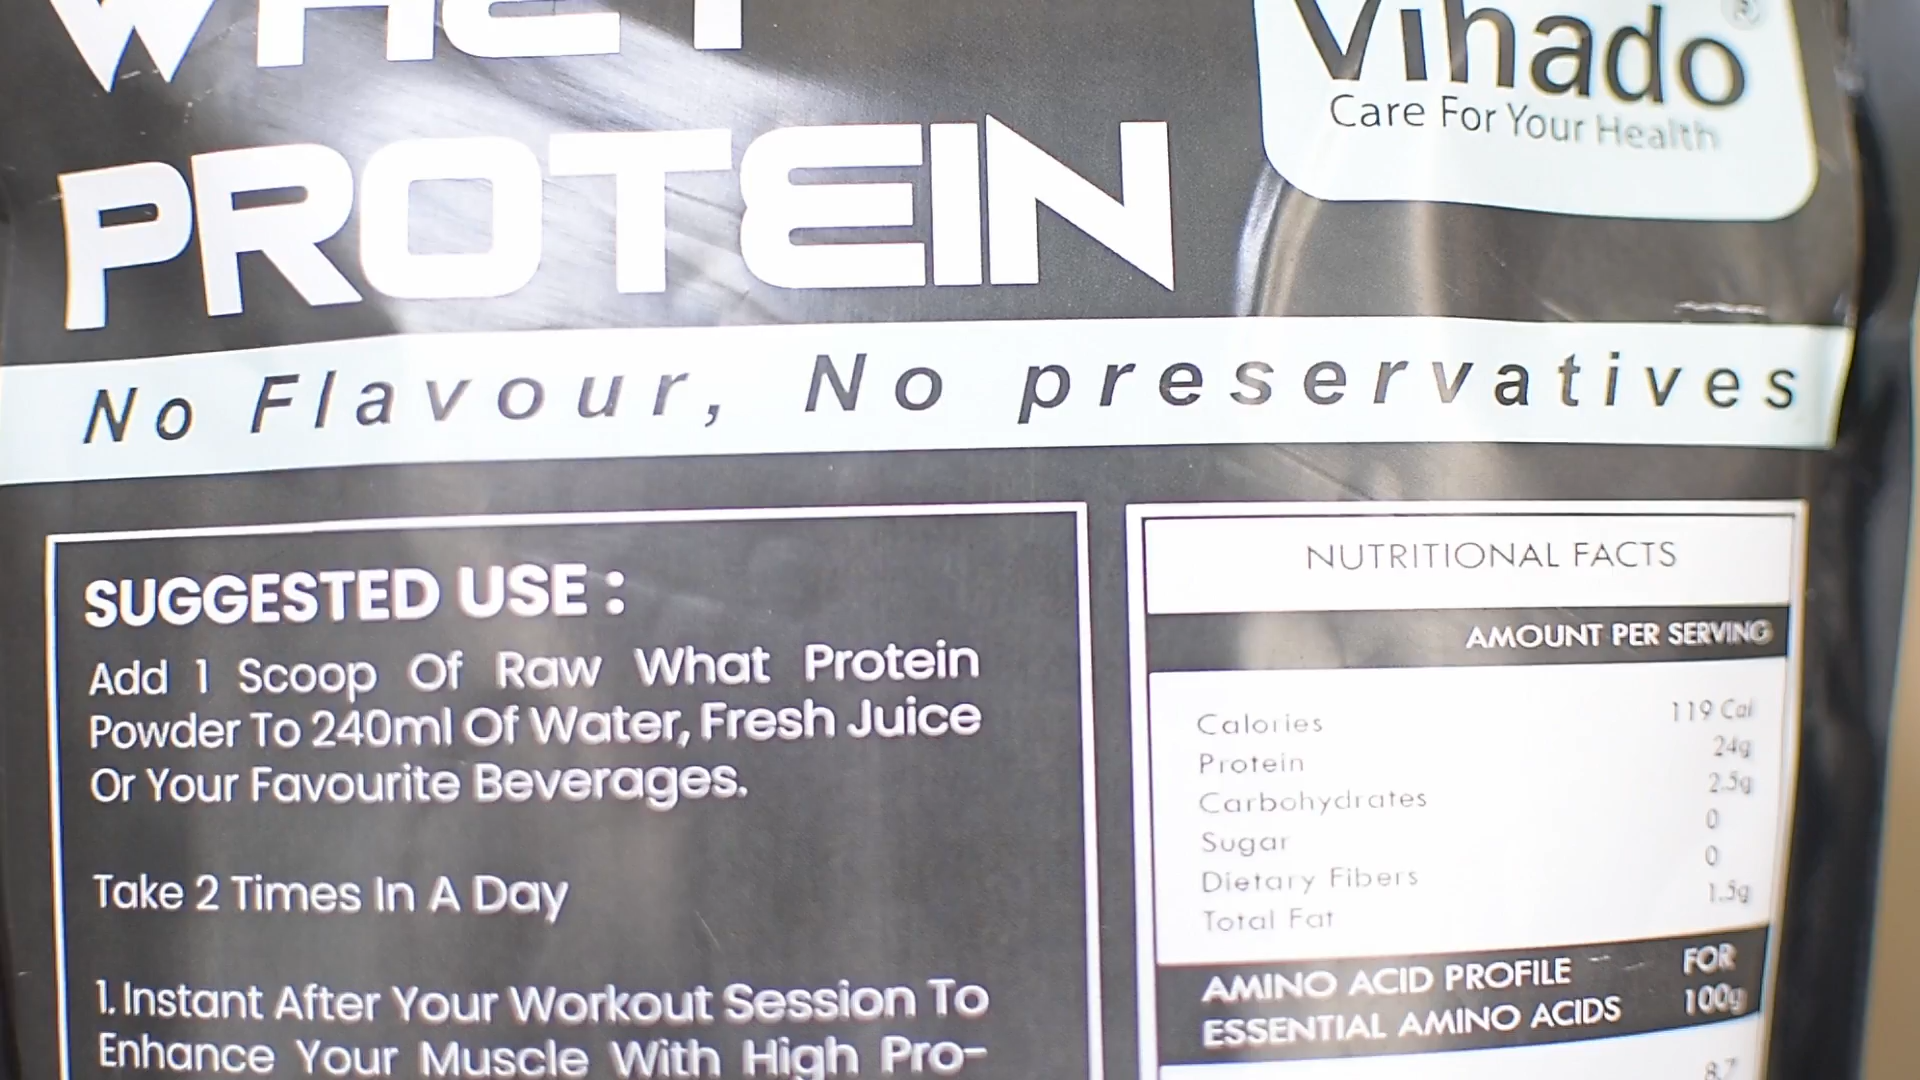 WHEY
PROTEIN
Vihado®
Care For Your Health
No Flavour, No preservatives
SUGGESTED USE :
Add 1 Scoop Of Raw What Protein
Powder To 240ml Of Water, Fresh Juice
Or Your Favourite Beverages.
Take 2 Times In A Day
1. Instant After Your Workout Session To
Enhance Your Muscle With High Pro-
NUTRITIONAL FACTS
AMOUNT PER SERVING
Calories 119 Cal
Protein 24g
Carbohydrates 2.5g
Sugar 0
Dietary Fibers 0
Total Fat 1.5g
AMINO ACID PROFILE FOR
ESSENTIAL AMINO ACIDS 100g
8.7